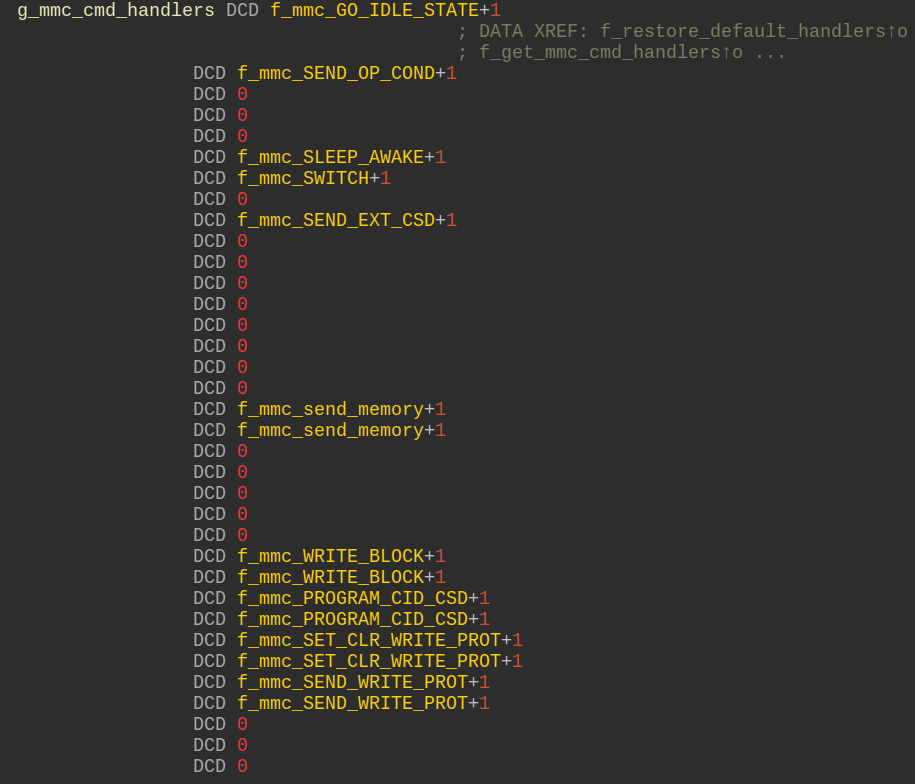 g_mmc_cmd_handlers DCD f_mmc_GO_IDLE_STATE+1
; DATA XREF: f_restore_default_handlers↑o
; f_get_mmc_cmd_handlers↑o ...
DCD f_mmc_SEND_OP_COND+1
DCD 0
DCD 0
DCD 0
DCD f_mmc_SLEEP_AWAKE+1
DCD f_mmc_SWITCH+1
DCD 0
DCD f_mmc_SEND_EXT_CSD+1
DCD 0
DCD 0
DCD 0
DCD 0
DCD 0
DCD 0
DCD 0
DCD 0
DCD f_mmc_send_memory+1
DCD f_mmc_send_memory+1
DCD 0
DCD 0
DCD 0
DCD 0
DCD 0
DCD f_mmc_WRITE_BLOCK+1
DCD f_mmc_WRITE_BLOCK+1
DCD f_mmc_PROGRAM_CID_CSD+1
DCD f_mmc_PROGRAM_CID_CSD+1
DCD f_mmc_SET_CLR_WRITE_PROT+1
DCD f_mmc_SET_CLR_WRITE_PROT+1
DCD f_mmc_SEND_WRITE_PROT+1
DCD f_mmc_SEND_WRITE_PROT+1
DCD 0
DCD 0
DCD 0